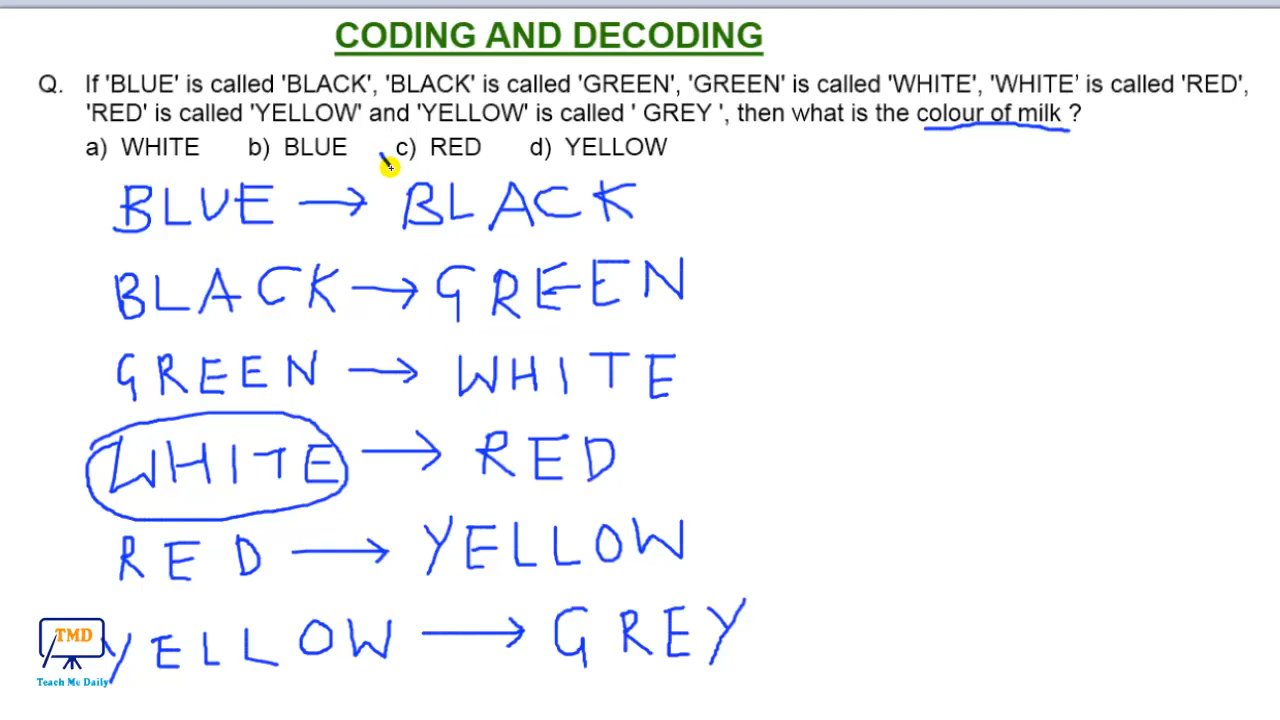 CODING AND DECODING
Q. If 'BLUE' is called 'BLACK', 'BLACK' is called 'GREEN', 'GREEN' is called 'WHITE', 'WHITE' is called 'RED',
'RED' is called 'YELLOW' and 'YELLOW' is called ' GREY ', then what is the colour of milk ?
a) WHITE b) BLUE c) RED d) YELLOW
BLUE → BLACK
BLACK → GREEN
GREEN → WHITE
WHITE → RED
RED → YELLOW
YELLOW → GREY
TMD
Teach Me Daily